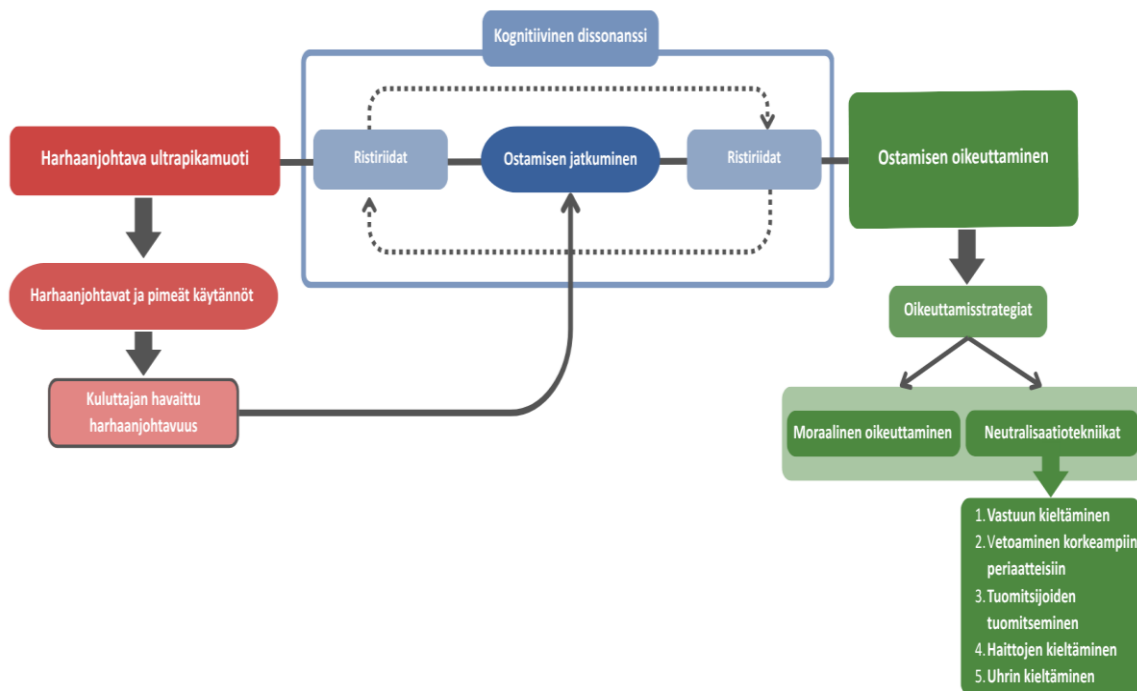 Kognitiivinen dissonanssi
Harhaanjohtava ultrapikamuoti
Ristiriidat
Ostamisen jatkuminen
Ristiriidat
Ostamisen oikeuttaminen
Harhaanjohtavat ja pimeät käytännöt
Oikeuttamisstrategiat
Kuluttajan havaittu
harhaanjohtavuus
Moraalinen oikeuttaminen
Neutralisaatiotekniikat
1. Vastuun kieltäminen
2. Vetoaminen korkeampiin
periaatteisiin
3. Tuomitsijoiden
tuomitseminen
4. Haittojen kieltäminen
5. Uhrin kieltäminen